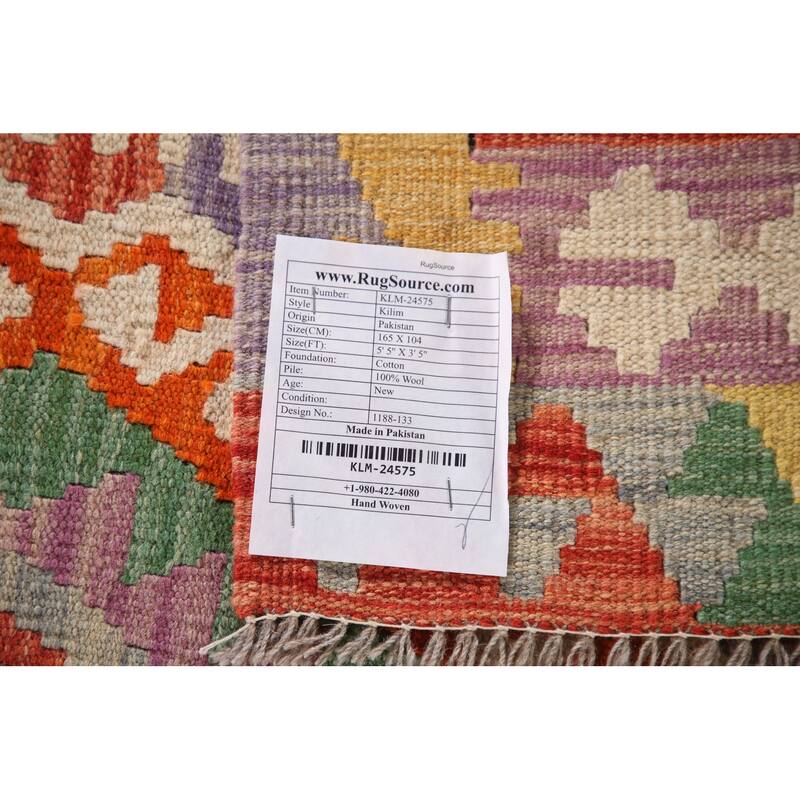 RugSource
www.RugSource.com
Item Number: KLM-24575
Style Kilim
Origin Pakistan
Size(CM): 165 X 104
Size(FT): 5' 5" X 3' 5"
Foundation: Cotton
Pile: 100% Wool
Age: New
Condition:
Design No.: 1188-133
Made in Pakistan
KLM-24575
+1-980-422-4080
Hand Woven